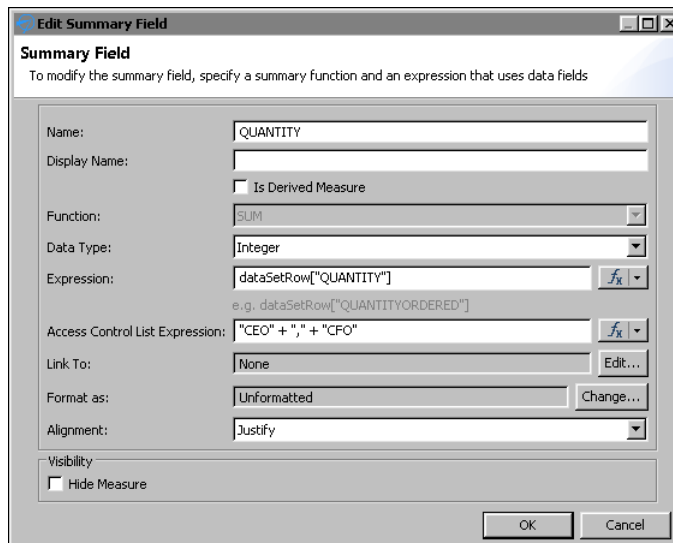 Edit Summary Field
Summary Field
To modify the summary field, specify a summary function and an expression that uses data fields
Name: QUANTITY
Display Name:
Is Derived Measure
Function: SUM
Data Type: Integer
Expression: dataSetRow["QUANTITY"] fx
e.g. dataSetRow["QUANTITYORDERED"]
Access Control List Expression: "CEO" + "," + "CFO" fx
Link To: None Edit...
Format as: Unformatted Change...
Alignment: Justify
Visibility
Hide Measure
OK Cancel